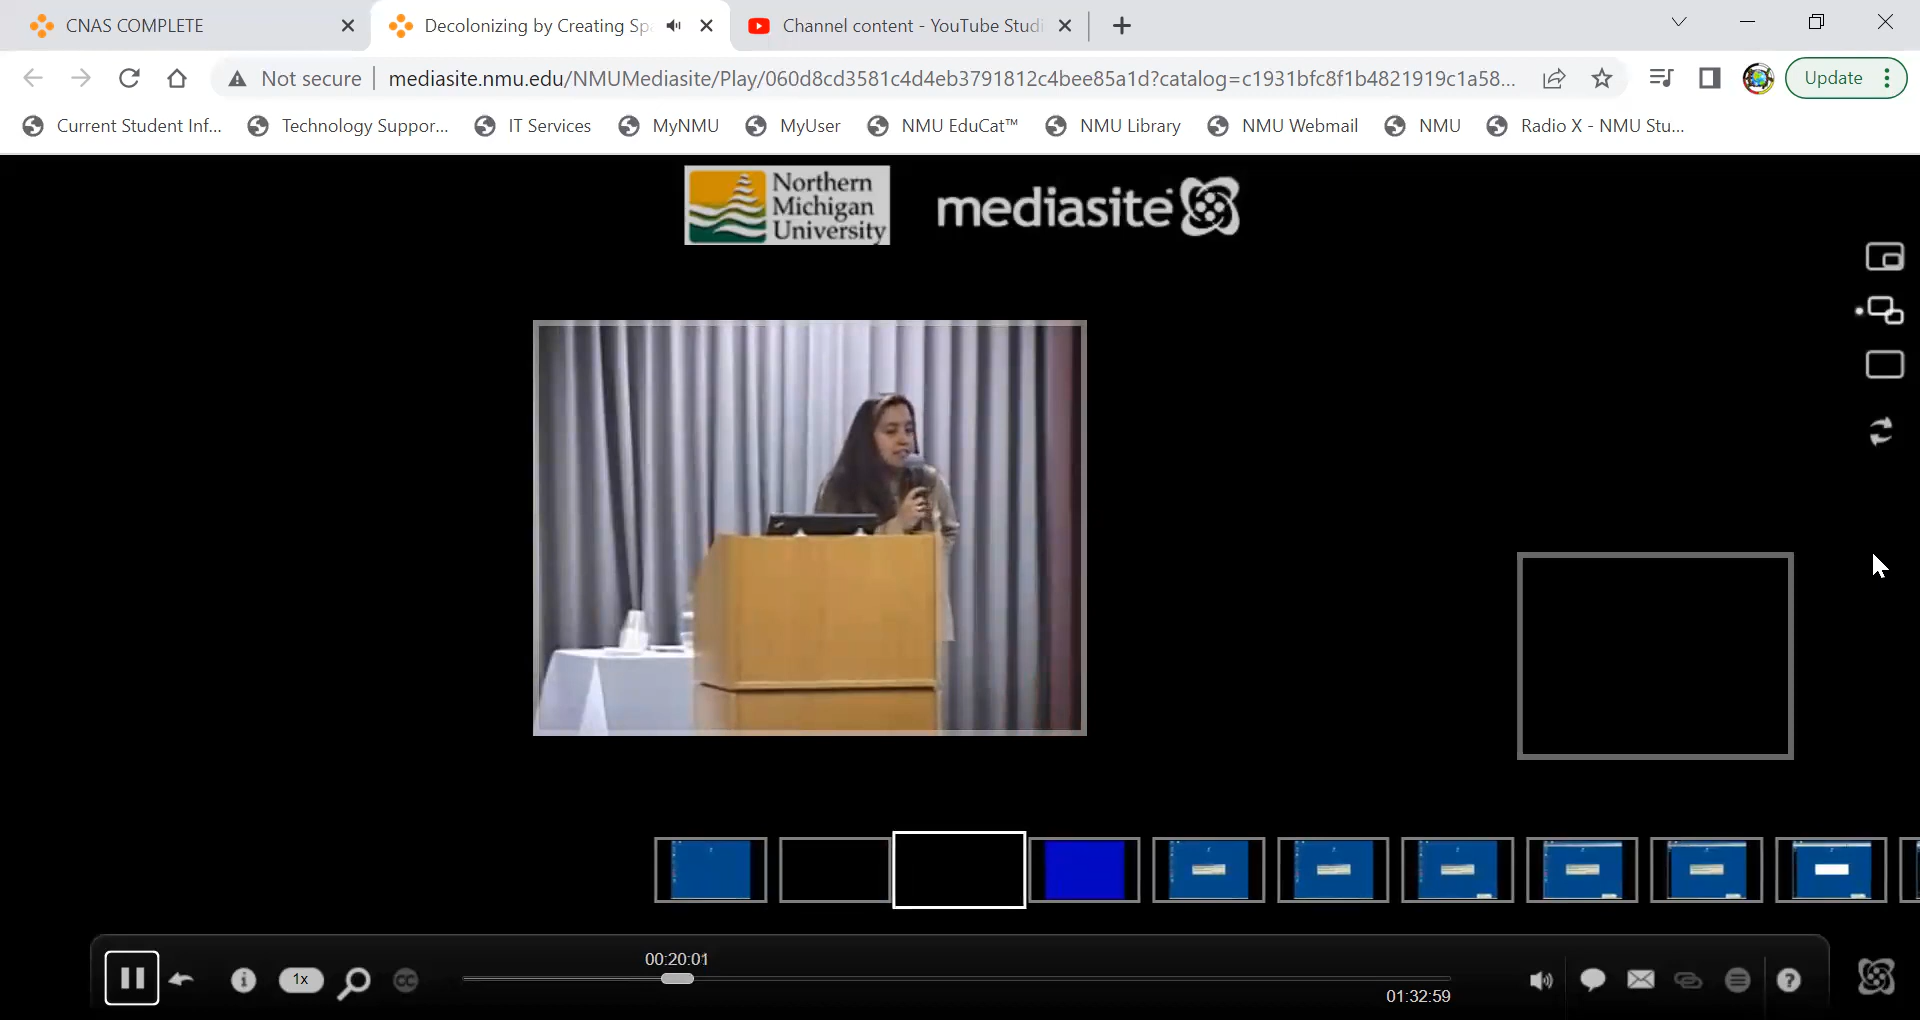 CNAS COMPLETE
Decolonizing by Creating Sp
Channel content - YouTube Studi
Not secure
mediasite.nmu.edu/NMUMediasite/Play/060d8cd3581c4d4eb3791812c4bee85a1d?catalog=c1931bfc8f1b4821919c1a58...
Update
Current Student Inf...
Technology Suppor...
IT Services
MyNMU
MyUser
NMU EduCat™
NMU Library
NMU Webmail
NMU
Radio X - NMU Stu...
Northern
Michigan
University
mediasite
00:20:01
1x
CC
01:32:59